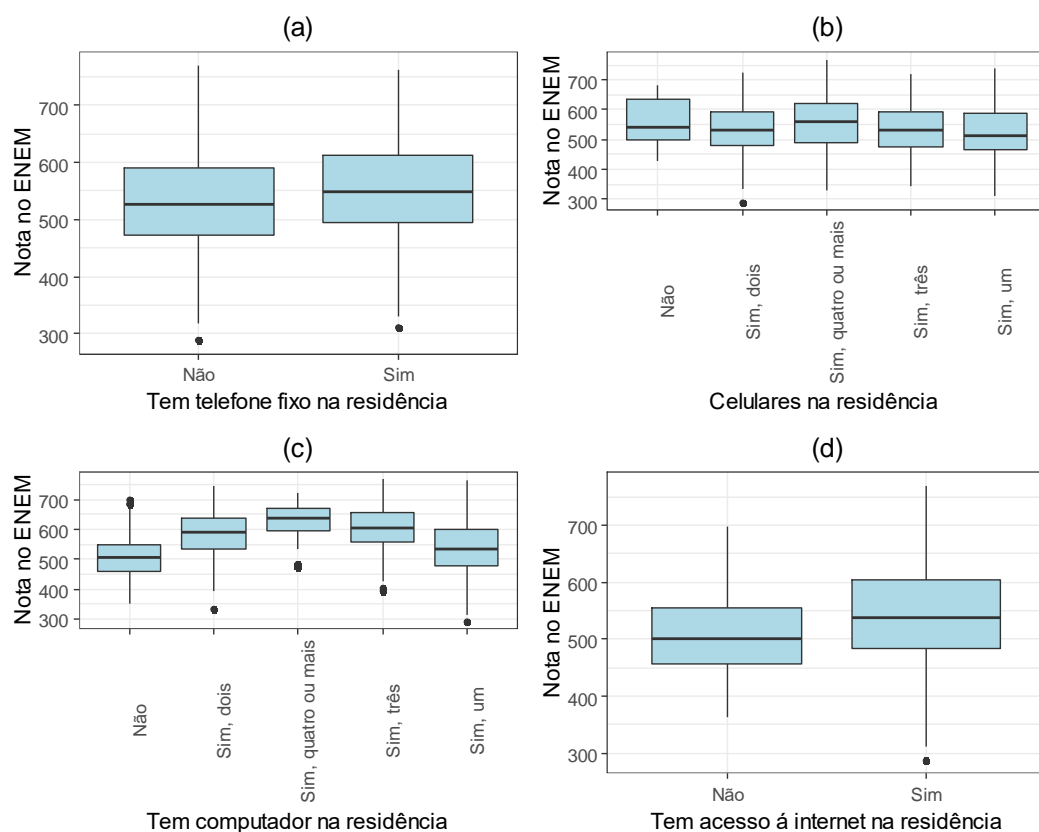 (a)
Nota no ENEM
700
600
500
400
300
Não
Sim
Tem telefone fixo na residência
(b)
Nota no ENEM
700
600
500
400
300
Não
Sim, dois
Sim, quatro ou mais
Sim, três
Sim, um
Celulares na residência
(c)
Nota no ENEM
700
600
500
400
300
Não
Sim, dois
Sim, quatro ou mais
Sim, três
Sim, um
Tem computador na residência
(d)
Nota no ENEM
700
600
500
400
300
Não
Sim
Tem acesso á internet na residência